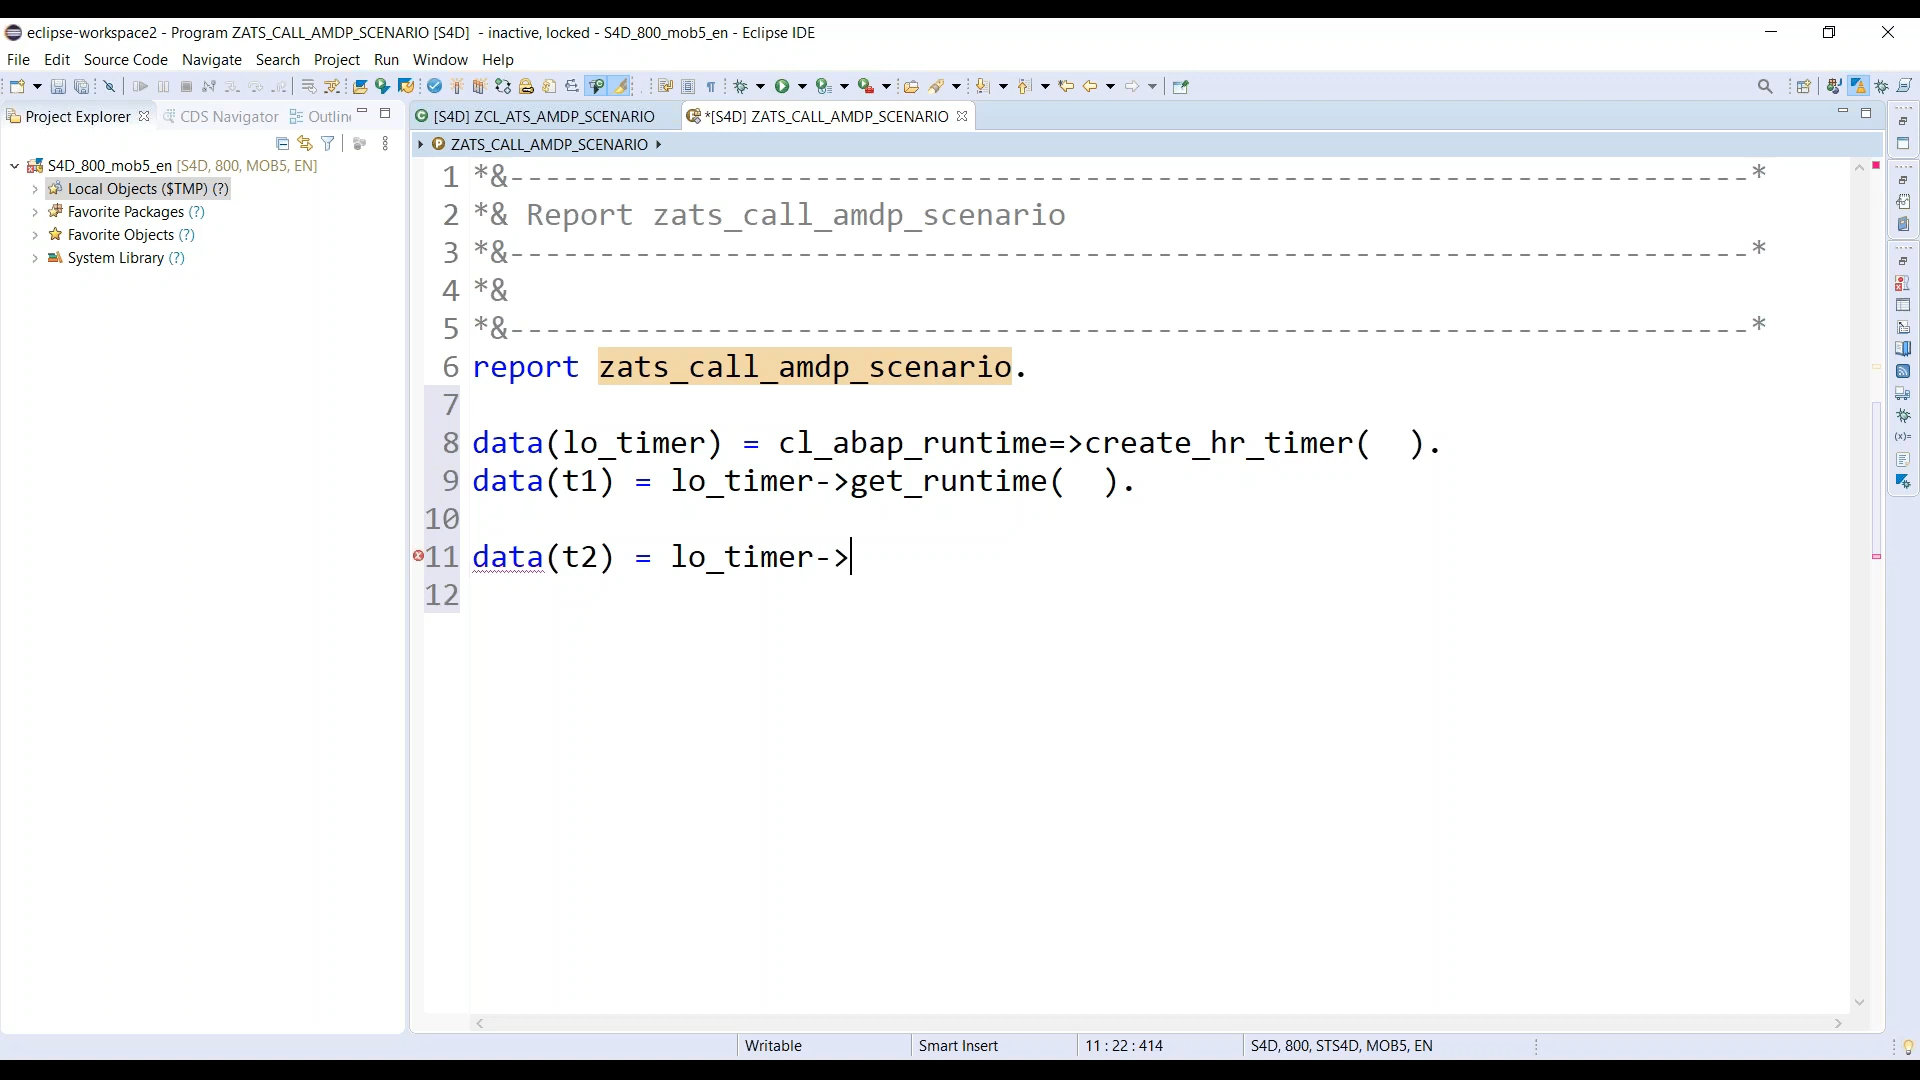 eclipse-workspace2 - Program ZATS_CALL_AMDP_SCENARIO [S4D] - inactive, locked - S4D_800_mob5_en - Eclipse IDE
File Edit Source Code Navigate Search Project Run Window Help
Project Explorer CDS Navigator Outline [S4D] ZCL_ATS_AMDP_SCENARIO *[S4D] ZATS_CALL_AMDP_SCENARIO
ZATS_CALL_AMDP_SCENARIO
S4D_800_mob5_en [S4D, 800, MOB5, EN]
Local Objects ($TMP) (?)
Favorite Packages (?)
Favorite Objects (?)
System Library (?)
1 *&---------------------------------------------------------------------*
2 *& Report zats_call_amdp_scenario
3 *&---------------------------------------------------------------------*
4 *&
5 *&---------------------------------------------------------------------*
6 report zats_call_amdp_scenario.
7
8 data(lo_timer) = cl_abap_runtime=>create_hr_timer(  ).
9 data(t1) = lo_timer->get_runtime(  ).
10
11 data(t2) = lo_timer->
12
Writable Smart Insert 11 : 22 : 414 S4D, 800, STS4D, MOB5, EN